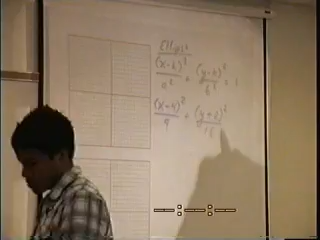 Ellipse
(x-h)² / a² + (y-k)² / b² = 1
(x-4)² / 9 + (y+2)² / 16
--:--:--